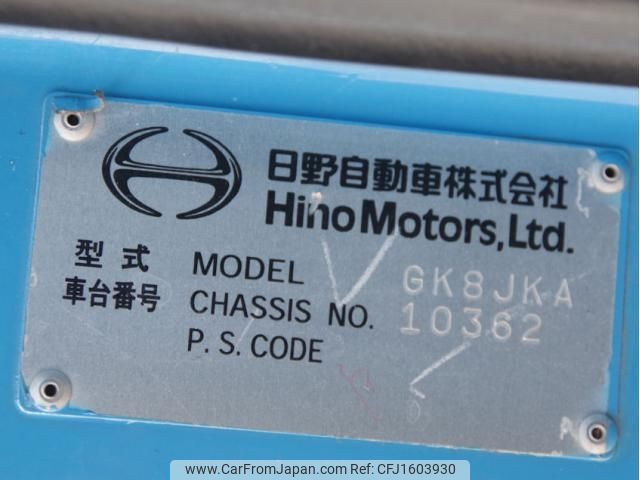 日野自動車株式会社
Hino Motors, Ltd.
型式 MODEL GK8JKA
車台番号 CHASSIS NO. 10362
P. S. CODE
www.CarFromJapan.com CFJ1603930